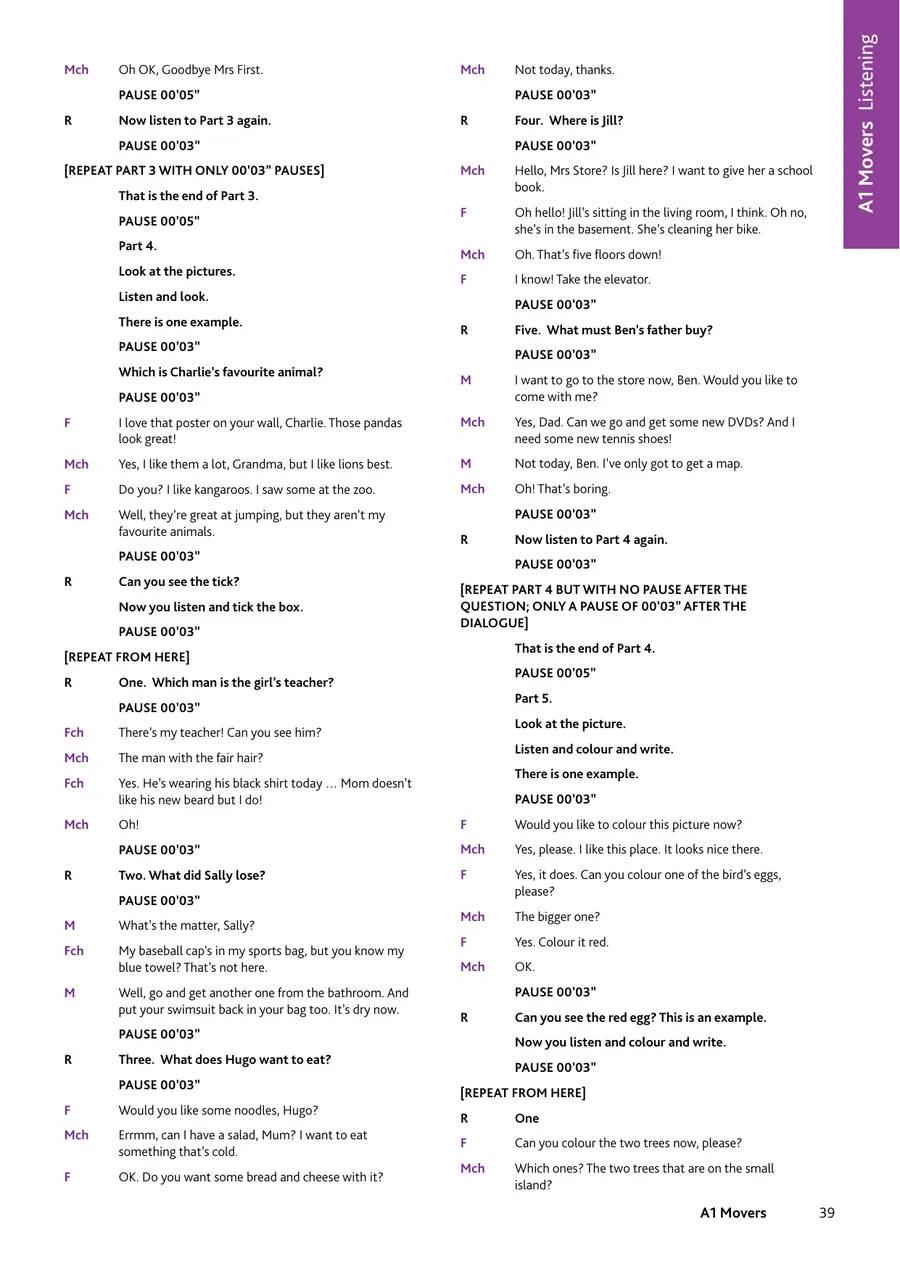 Mch Oh OK, Goodbye Mrs First.
PAUSE 00'05"
R Now listen to Part 3 again.
PAUSE 00'03"
[REPEAT PART 3 WITH ONLY 00'03" PAUSES]
That is the end of Part 3.
PAUSE 00'05"
Part 4.
Look at the pictures.
Listen and look.
There is one example.
PAUSE 00'03"
Which is Charlie's favourite animal?
PAUSE 00'03"
F I love that poster on your wall, Charlie. Those pandas
look great!
Mch Yes, I like them a lot, Grandma, but I like lions best.
F Do you? I like kangaroos. I saw some at the zoo.
Mch Well, they're great at jumping, but they aren't my
favourite animals.
PAUSE 00'03"
R Can you see the tick?
Now you listen and tick the box.
PAUSE 00'03"
[REPEAT FROM HERE]
R One. Which man is the girl's teacher?
PAUSE 00'03"
Fch There's my teacher! Can you see him?
Mch The man with the fair hair?
Fch Yes. He's wearing his black shirt today … Mom doesn't
like his new beard but I do!
Mch Oh!
PAUSE 00'03"
R Two. What did Sally lose?
PAUSE 00'03"
M What's the matter, Sally?
Fch My baseball cap's in my sports bag, but you know my
blue towel? That's not here.
M Well, go and get another one from the bathroom. And
put your swimsuit back in your bag too. It's dry now.
PAUSE 00'03"
R Three. What does Hugo want to eat?
PAUSE 00'03"
F Would you like some noodles, Hugo?
Mch Errmm, can I have a salad, Mum? I want to eat
something that's cold.
F OK. Do you want some bread and cheese with it?
Mch Not today, thanks.
PAUSE 00'03"
R Four. Where is Jill?
PAUSE 00'03"
Mch Hello, Mrs Store? Is Jill here? I want to give her a school
book.
F Oh hello! Jill's sitting in the living room, I think. Oh no,
she's in the basement. She's cleaning her bike.
Mch Oh. That's five floors down!
F I know! Take the elevator.
PAUSE 00'03"
R Five. What must Ben's father buy?
PAUSE 00'03"
M I want to go to the store now, Ben. Would you like to
come with me?
Mch Yes, Dad. Can we go and get some new DVDs? And I
need some new tennis shoes!
M Not today, Ben. I've only got to get a map.
Mch Oh! That's boring.
PAUSE 00'03"
R Now listen to Part 4 again.
PAUSE 00'03"
[REPEAT PART 4 BUT WITH NO PAUSE AFTER THE
QUESTION; ONLY A PAUSE OF 00'03" AFTER THE
DIALOGUE]
That is the end of Part 4.
PAUSE 00'05"
Part 5.
Look at the picture.
Listen and colour and write.
There is one example.
PAUSE 00'03"
F Would you like to colour this picture now?
Mch Yes, please. I like this place. It looks nice there.
F Yes, it does. Can you colour one of the bird's eggs,
please?
Mch The bigger one?
F Yes. Colour it red.
Mch OK.
PAUSE 00'03"
R Can you see the red egg? This is an example.
Now you listen and colour and write.
PAUSE 00'03"
[REPEAT FROM HERE]
R One
F Can you colour the two trees now, please?
Mch Which ones? The two trees that are on the small
island?
A1 Movers Listening
A1 Movers 39